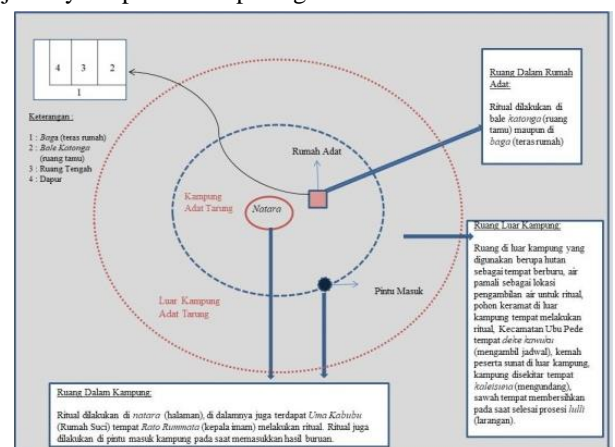 4 3 2
1
Keterangan :
1 : Baga (teras rumah)
2 : Bale Katonga
(ruang tamu)
3 : Ruang Tengah
4 : Dapur
Rumah Adat
Kampung
Adat Tarung
Natara
Pintu Masuk
Luar Kampung
Adat Tarung
Ruang Dalam Rumah
Adat:
Ritual dilakukan di
bale katonga (ruang
tamu) maupun di
baga (teras rumah)
Ruang Luar Kampung:
Ruang di luar kampung yang
digunakan berupa hutan
sebagai tempat berburu, air
pamali sebagai lokasi
pengambilan air untuk ritual,
pohon keramat di luar
kampung tempat melakukan
ritual, Kecamatan Ubu Pede
tempat deke kawuku
(mengambil jadwal), kemah
peserta sunat di luar kampung,
kampung disekitar tempat
kaleisuna (mengundang),
sawah tempat membersihkan
pada saat selesai prosesi lulli
(larangan).
Ruang Dalam Kampung:
Ritual dilakukan di natara (halaman), di dalamnya juga terdapat Uma Kabubu
(Rumah Suci) tempat Rato Rummata (kepala imam) melakukan ritual. Ritual juga
dilakukan di pintu masuk kampung pada saat memasukkan hasil buruan.